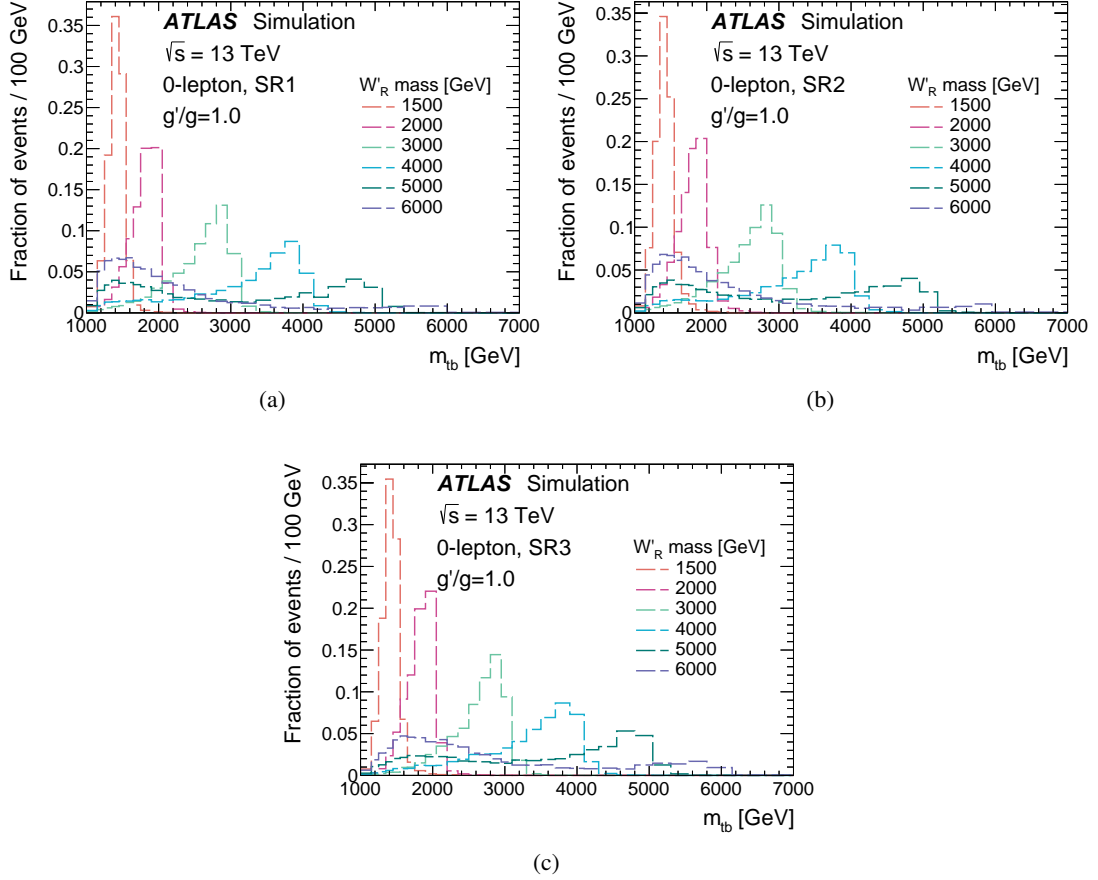 Fraction of events / 100 GeV
0.35
0.3
0.25
0.2
0.15
0.1
0.05
0
ATLAS Simulation
√s = 13 TeV
0-lepton, SR1
g'/g=1.0
W'R mass [GeV]
1500
2000
3000
4000
5000
6000
1000 2000 3000 4000 5000 6000 7000
mtb [GeV]
(a)
Fraction of events / 100 GeV
0.35
0.3
0.25
0.2
0.15
0.1
0.05
0
ATLAS Simulation
√s = 13 TeV
0-lepton, SR2
g'/g=1.0
W'R mass [GeV]
1500
2000
3000
4000
5000
6000
1000 2000 3000 4000 5000 6000 7000
mtb [GeV]
(b)
Fraction of events / 100 GeV
0.35
0.3
0.25
0.2
0.15
0.1
0.05
0
ATLAS Simulation
√s = 13 TeV
0-lepton, SR3
g'/g=1.0
W'R mass [GeV]
1500
2000
3000
4000
5000
6000
1000 2000 3000 4000 5000 6000 7000
mtb [GeV]
(c)